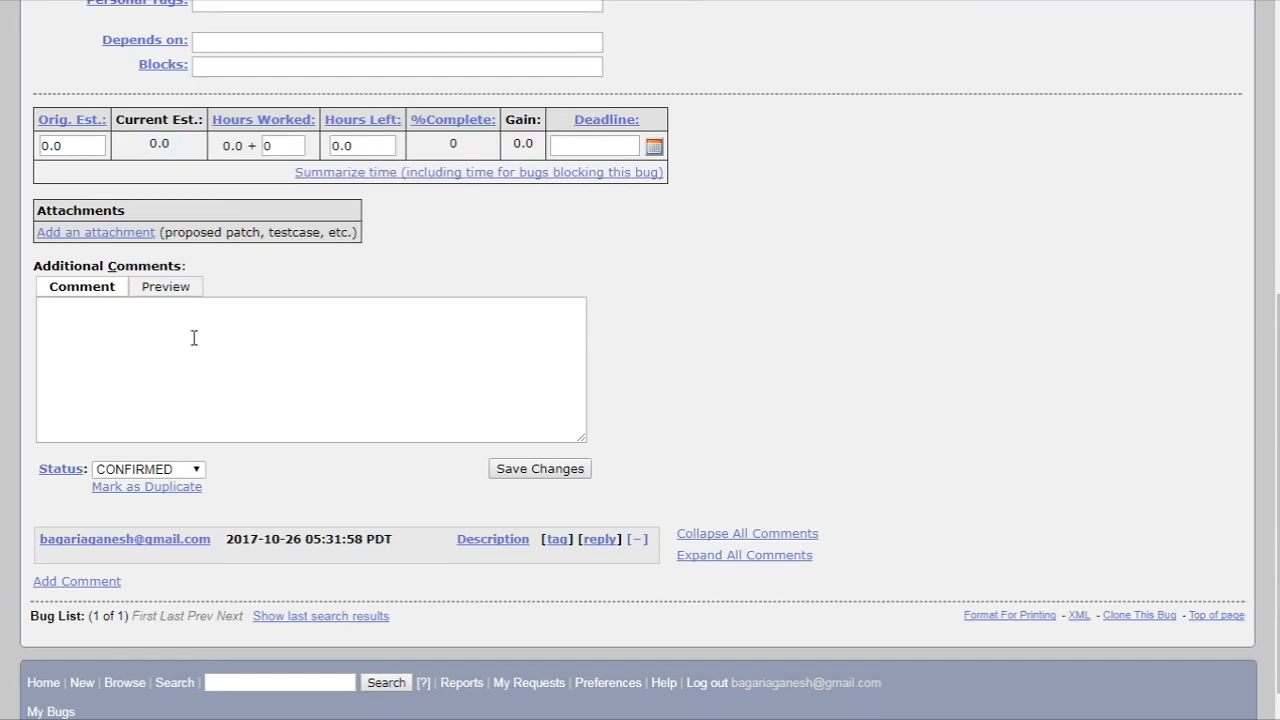 Personal Tags:
Depends on:
Blocks:
Orig. Est.: Current Est.: Hours Worked: Hours Left: %Complete: Gain: Deadline:
0.0 0.0 0.0 + 0 0.0 0 0.0
Summarize time (including time for bugs blocking this bug)
Attachments
Add an attachment (proposed patch, testcase, etc.)
Additional Comments:
Comment Preview
Status: CONFIRMED Save Changes
Mark as Duplicate
bagariaganesh@gmail.com 2017-10-26 05:31:58 PDT Description [tag] [reply] [−] Collapse All Comments
Expand All Comments
Add Comment
Bug List: (1 of 1) First Last Prev Next Show last search results Format For Printing - XML - Clone This Bug - Top of page
Home | New | Browse | Search | Search [?] | Reports | My Requests | Preferences | Help | Log out bagariaganesh@gmail.com
My Bugs